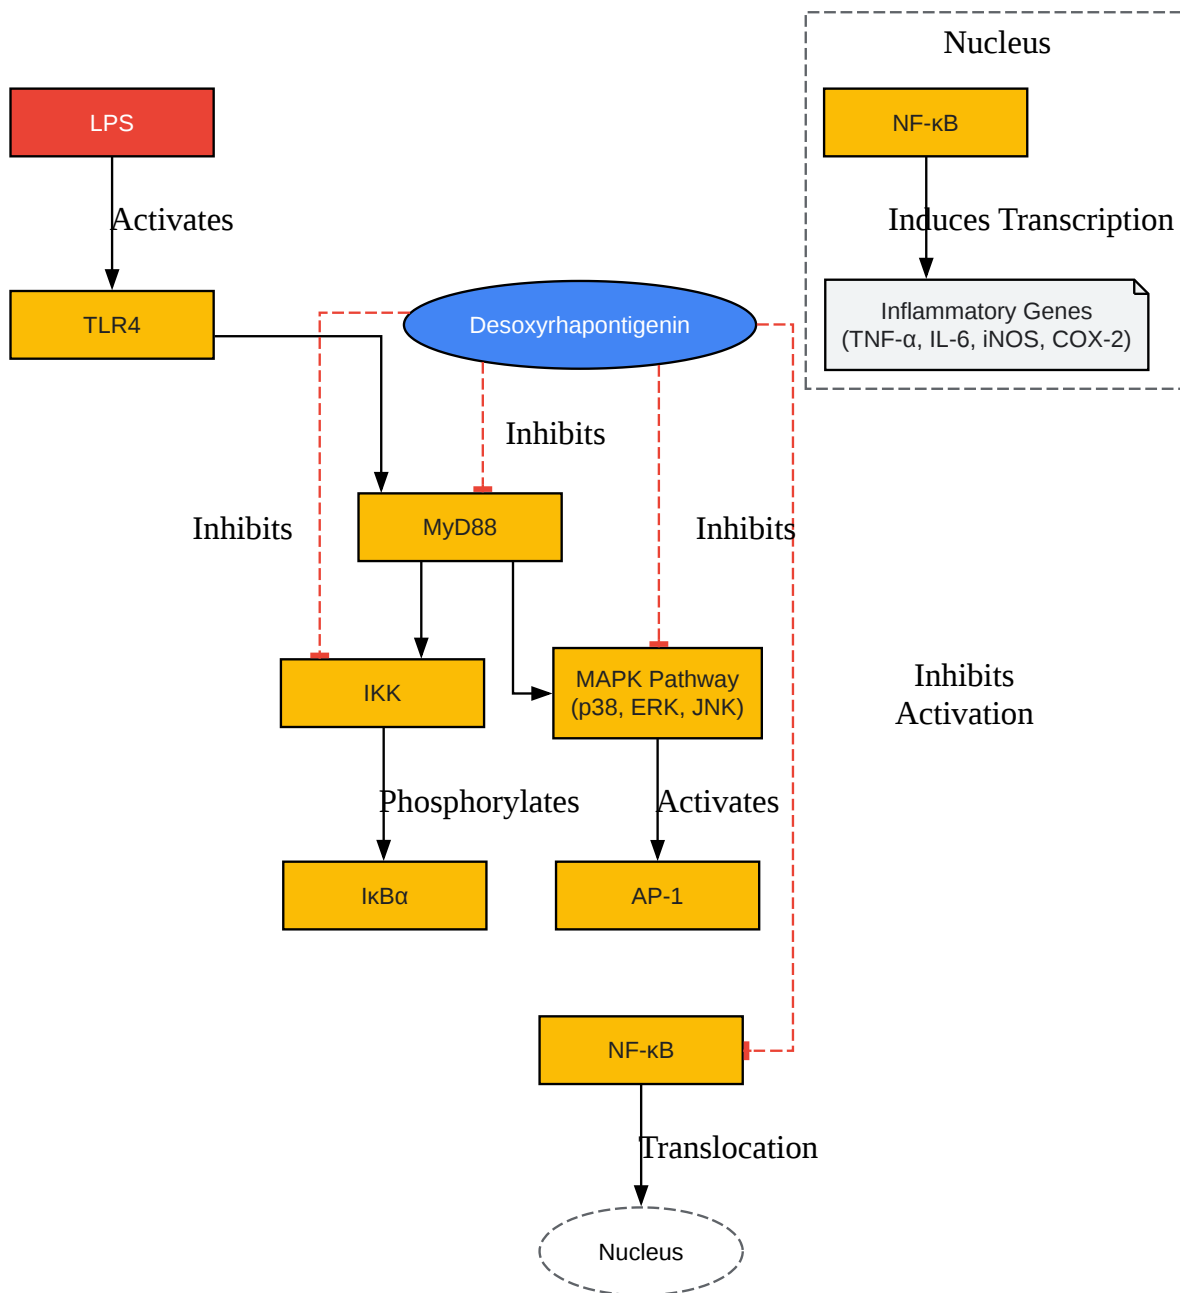 Nucleus
LPS
NF-κB
Activates
Induces Transcription
TLR4
Desoxyrhapontigenin
Inflammatory Genes
(TNF-α, IL-6, iNOS, COX-2)
Inhibits
Inhibits
MyD88
Inhibits
IKK
MAPK Pathway
(p38, ERK, JNK)
Inhibits
Activation
Phosphorylates
Activates
IκBα
AP-1
NF-κB
Translocation
Nucleus